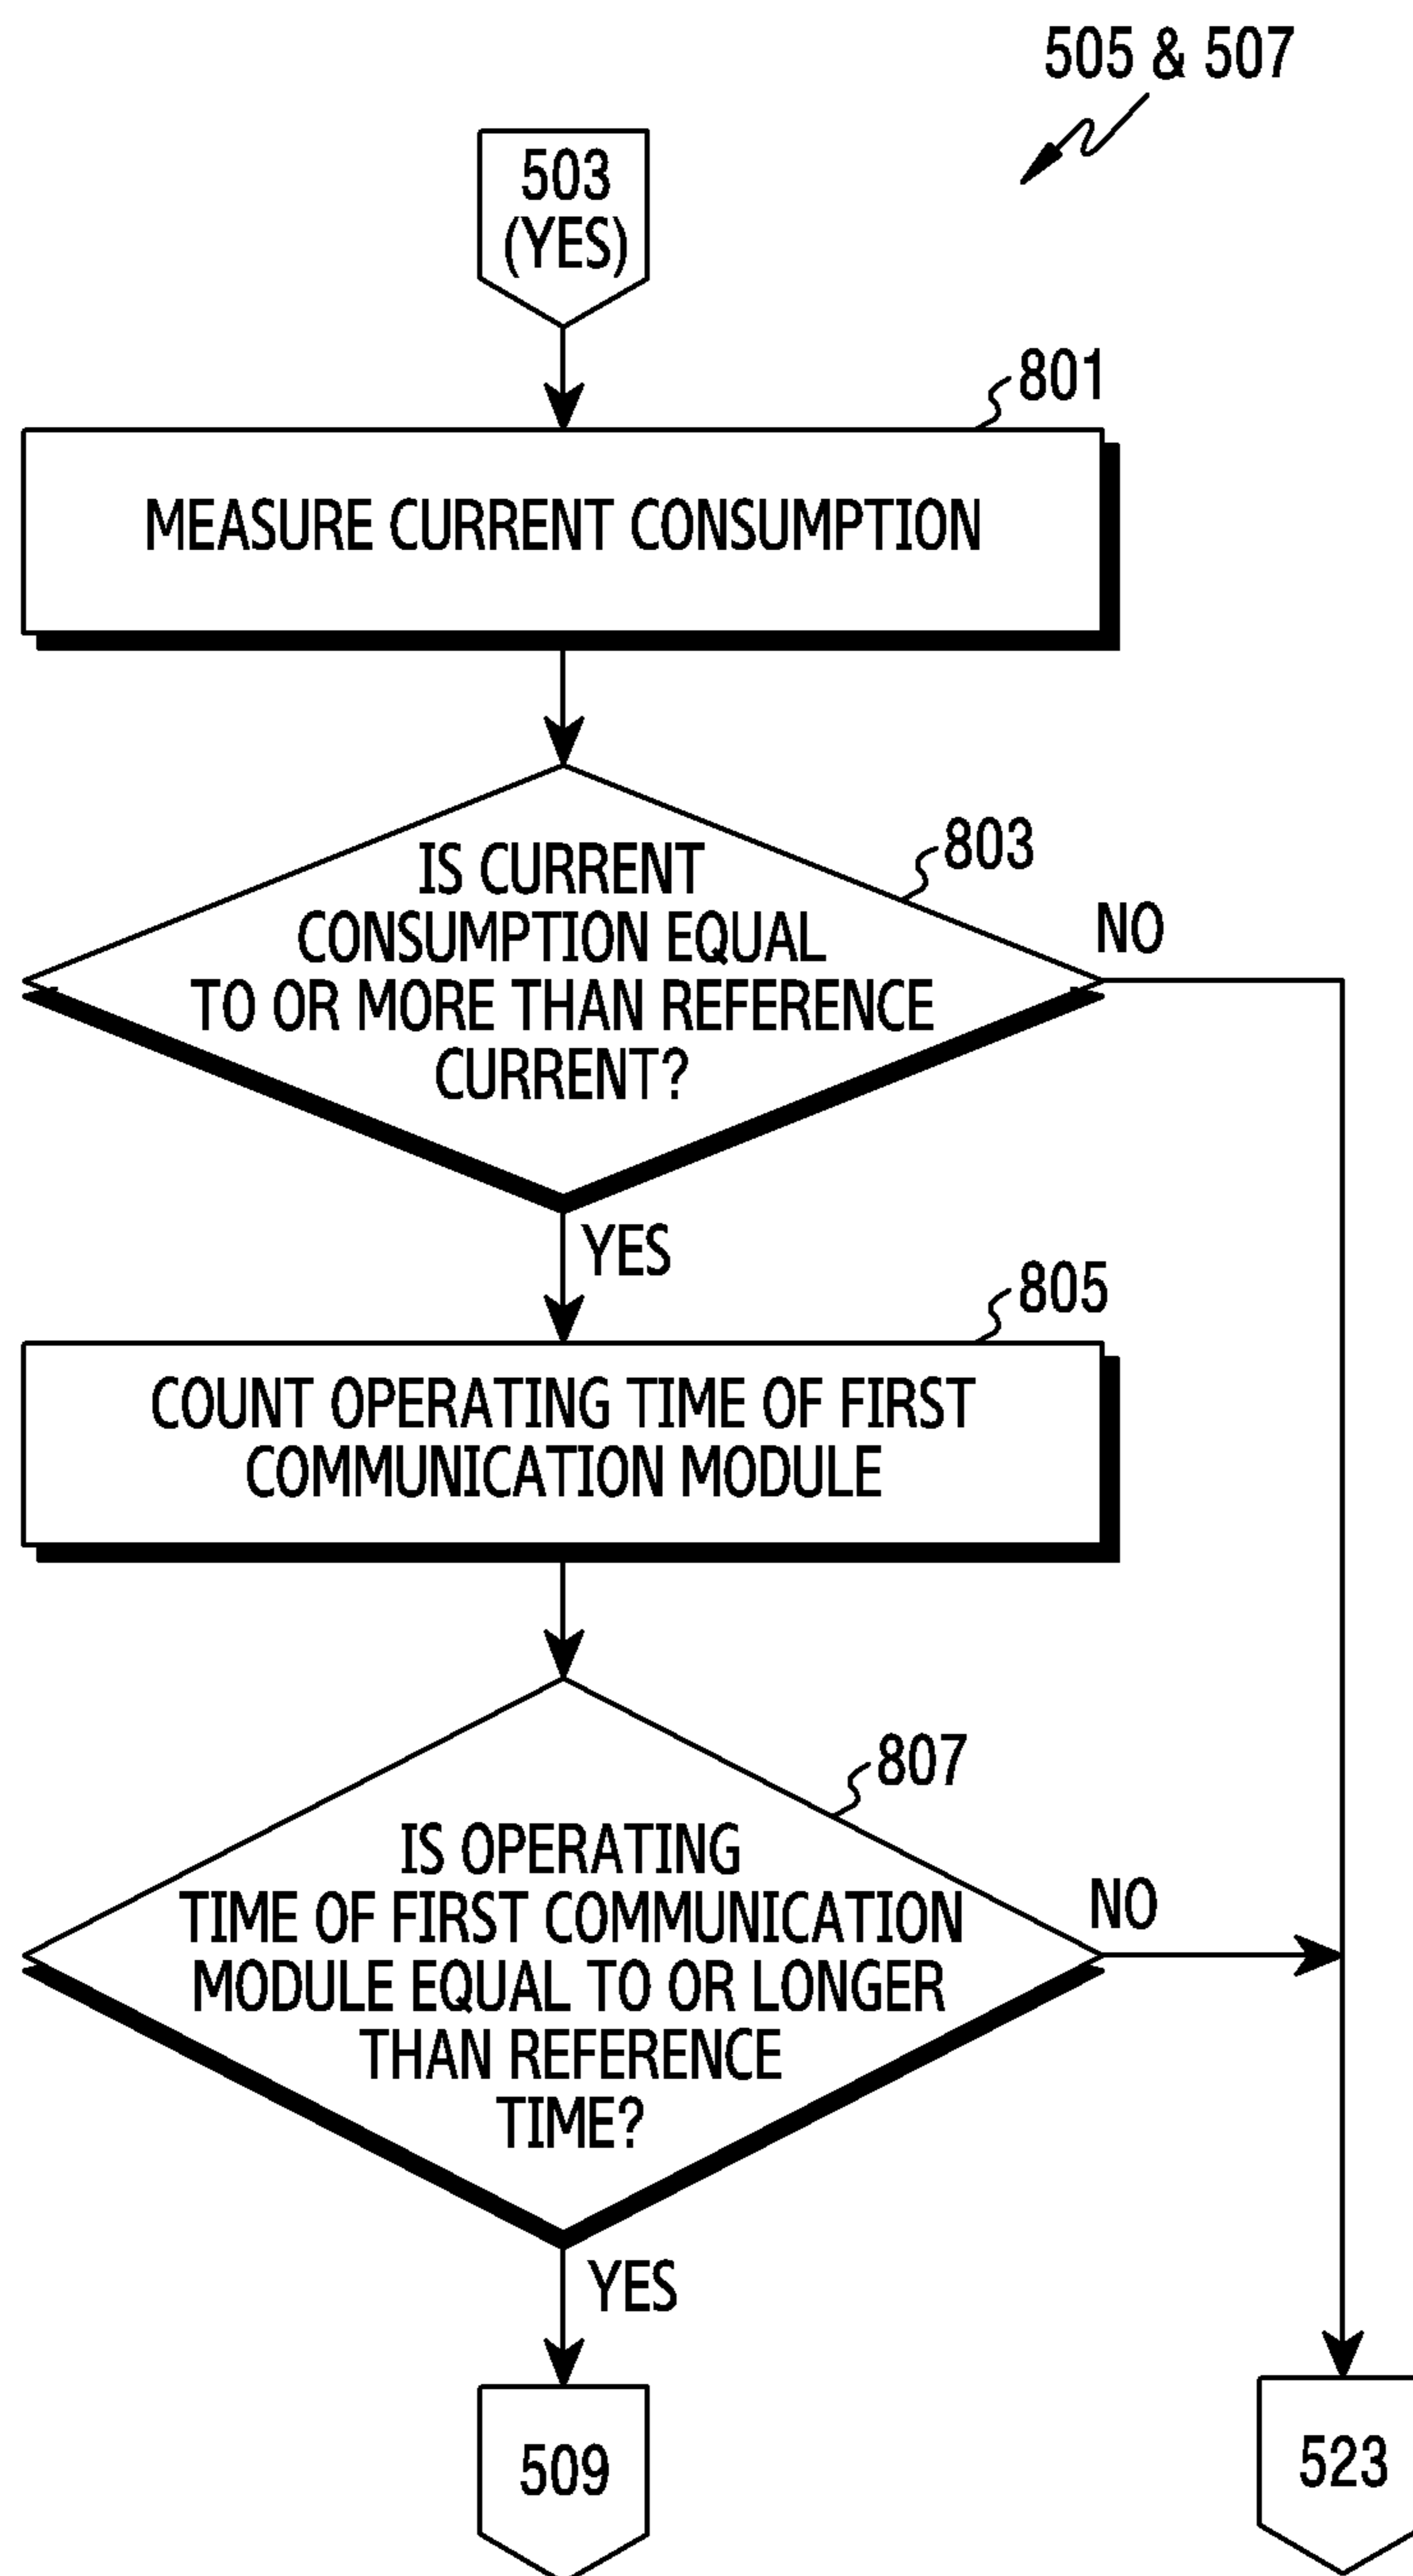 505 & 507
503
(YES)
801
MEASURE CURRENT CONSUMPTION
803
IS CURRENT
CONSUMPTION EQUAL
TO OR MORE THAN REFERENCE
CURRENT?
NO
YES
805
COUNT OPERATING TIME OF FIRST
COMMUNICATION MODULE
807
IS OPERATING
TIME OF FIRST COMMUNICATION
MODULE EQUAL TO OR LONGER
THAN REFERENCE
TIME?
NO
YES
509
523